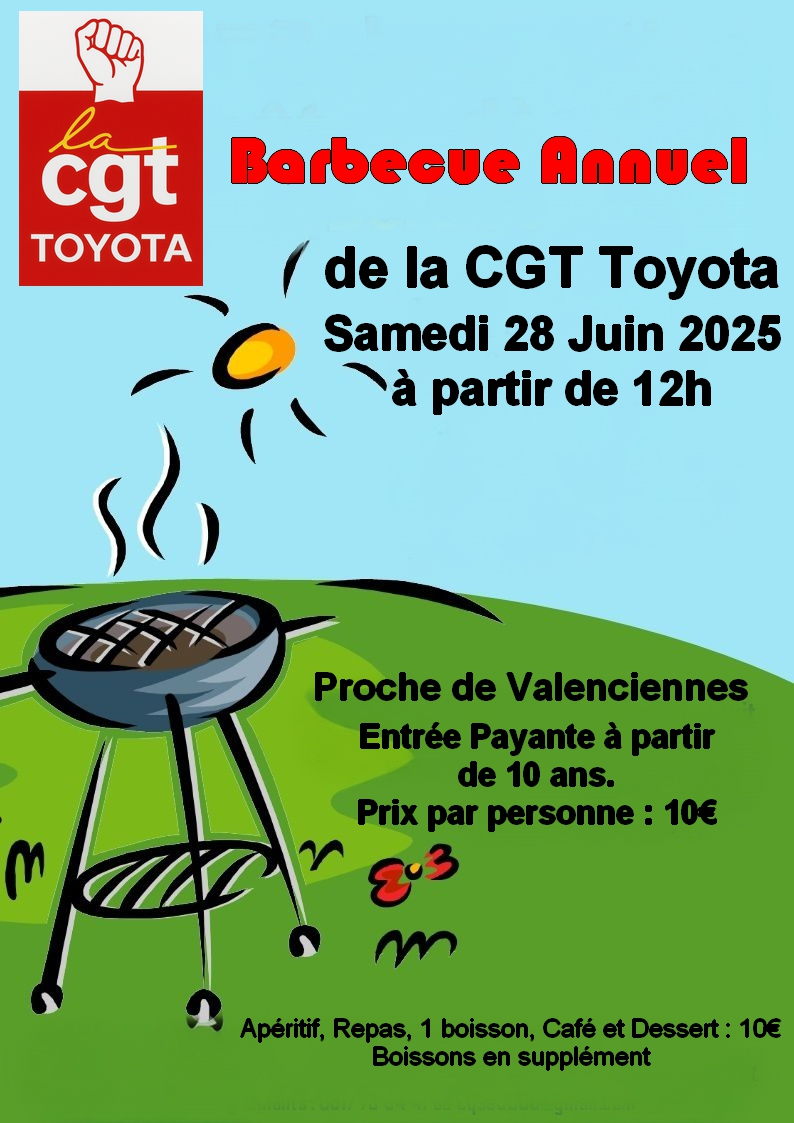 la
cgt
TOYOTA
Barbecue Annuel
de la CGT Toyota
Samedi 28 Juin 2025
à partir de 12h
Proche de Valenciennes
Entrée Payante à partir
de 10 ans.
Prix par personne : 10€
Apéritif, Repas, 1 boisson, Café et Dessert : 10€
Boissons en supplément